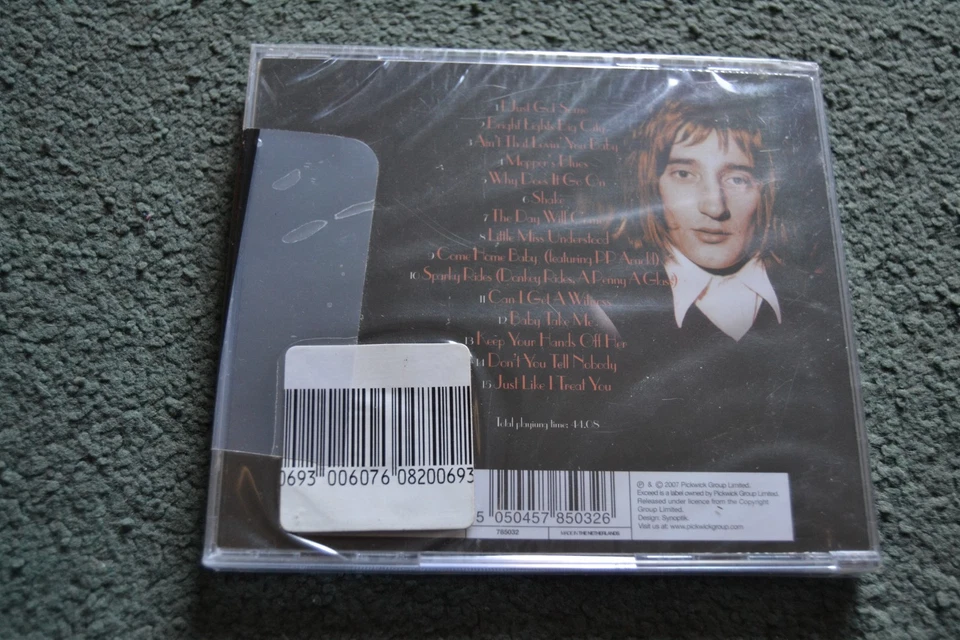 1 I Just Got Some
2 Bright Lights Big City
3 Ain't That Lovin' You Baby
4 Mopper's Blues
5 Why Does It Go On
6 Shake
7 The Day Will Come
8 Little Miss Understood
9 Come Home Baby (featuring P.P. Arnold)
10 Sparky Rides (Donkey Rides, A Penny A Glass)
11 Can I Get A Witness
12 Baby Take Me
13 Keep Your Hands Off Her
14 Don't You Tell Nobody
15 Just Like I Treat You
Total playing time: 44.08
0693 006076 08200693
5 050457 850326
785032 MADE IN THE NETHERLANDS
℗ & © 2007 Pickwick Group Limited.
Exceed is a label owned by Pickwick Group Limited.
Released under licence from the Copyright
Group Limited.
Design: Synoptik.
Visit us at: www.pickwickgroup.com